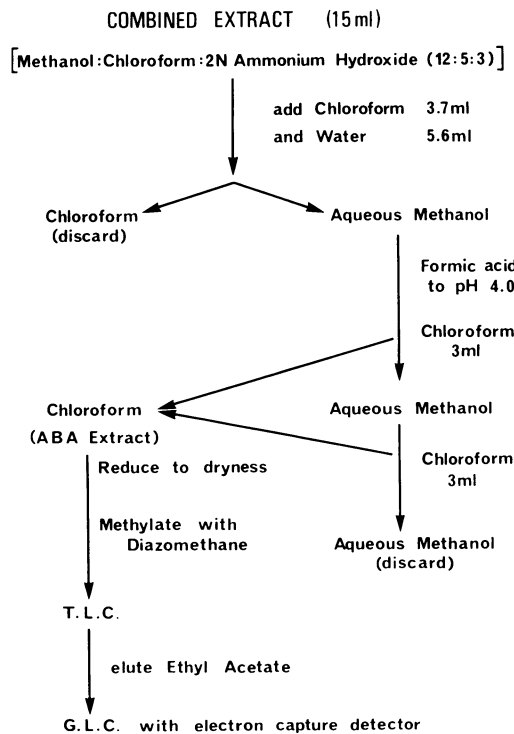 COMBINED EXTRACT (15ml)
[Methanol:Chloroform:2N Ammonium Hydroxide (12:5:3)]
add Chloroform 3.7ml
and Water 5.6ml
Chloroform
(discard)
Aqueous Methanol
Formic acid
to pH 4.0
Chloroform
3ml
Chloroform
(ABA Extract)
Aqueous Methanol
Reduce to dryness
Chloroform
3ml
Methylate with
Diazomethane
Aqueous Methanol
(discard)
T.L.C.
elute Ethyl Acetate
G.L.C. with electron capture detector